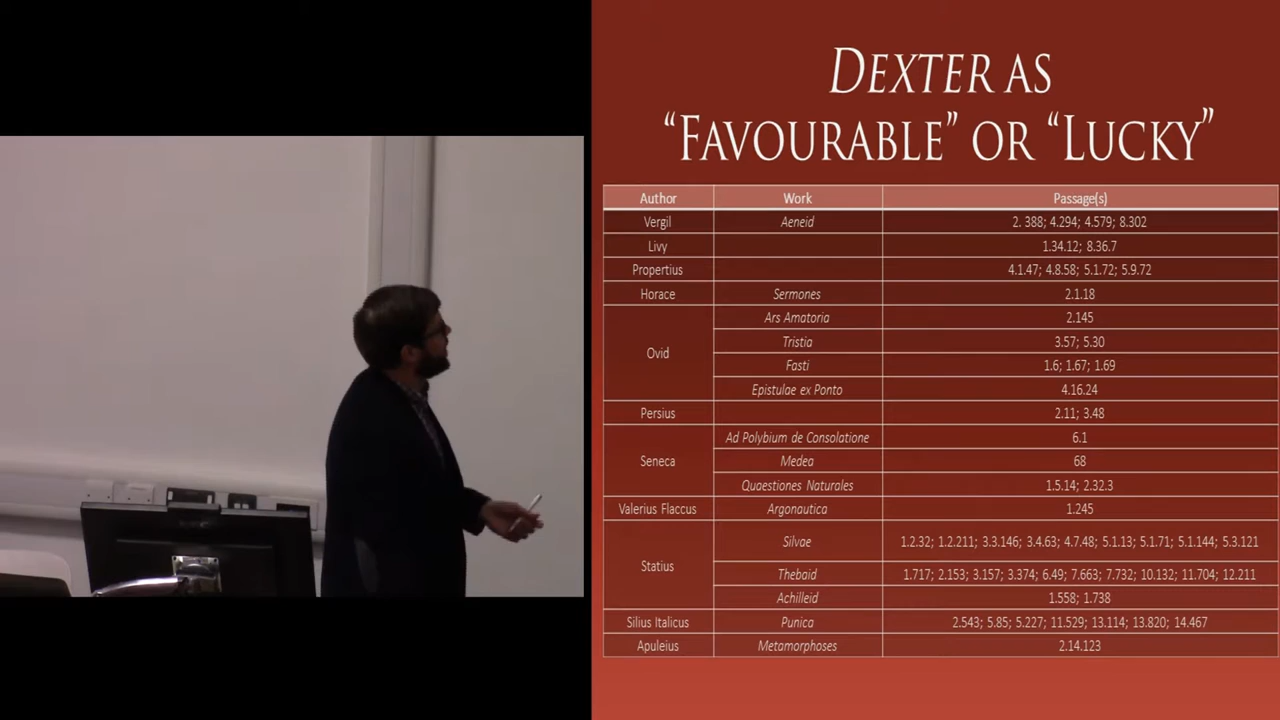 DEXTER AS
“FAVOURABLE” OR “LUCKY”
Author Work Passage(s)
Vergil Aeneid 2. 388; 4.294; 4.579; 8.302
Livy 1.34.12; 8.36.7
Propertius 4.1.47; 4.8.58; 5.1.72; 5.9.72
Horace Sermones 2.1.18
Ovid
Ars Amatoria 2.145
Tristia 3.57; 5.30
Fasti 1.6; 1.67; 1.69
Epistulae ex Ponto 4.16.24
Persius 2.11; 3.48
Seneca
Ad Polybium de Consolatione 6.1
Medea 68
Quaestiones Naturales 1.5.14; 2.32.3
Valerius Flaccus Argonautica 1.245
Statius
Silvae 1.2.32; 1.2.211; 3.3.146; 3.4.63; 4.7.48; 5.1.13; 5.1.71; 5.1.144; 5.3.121
Thebaid 1.717; 2.153; 3.157; 3.374; 6.49; 7.663; 7.732; 10.132; 11.704; 12.211
Achilleid 1.558; 1.738
Silius Italicus Punica 2.543; 5.85; 5.227; 11.529; 13.114; 13.820; 14.467
Apuleius Metamorphoses 2.14.123